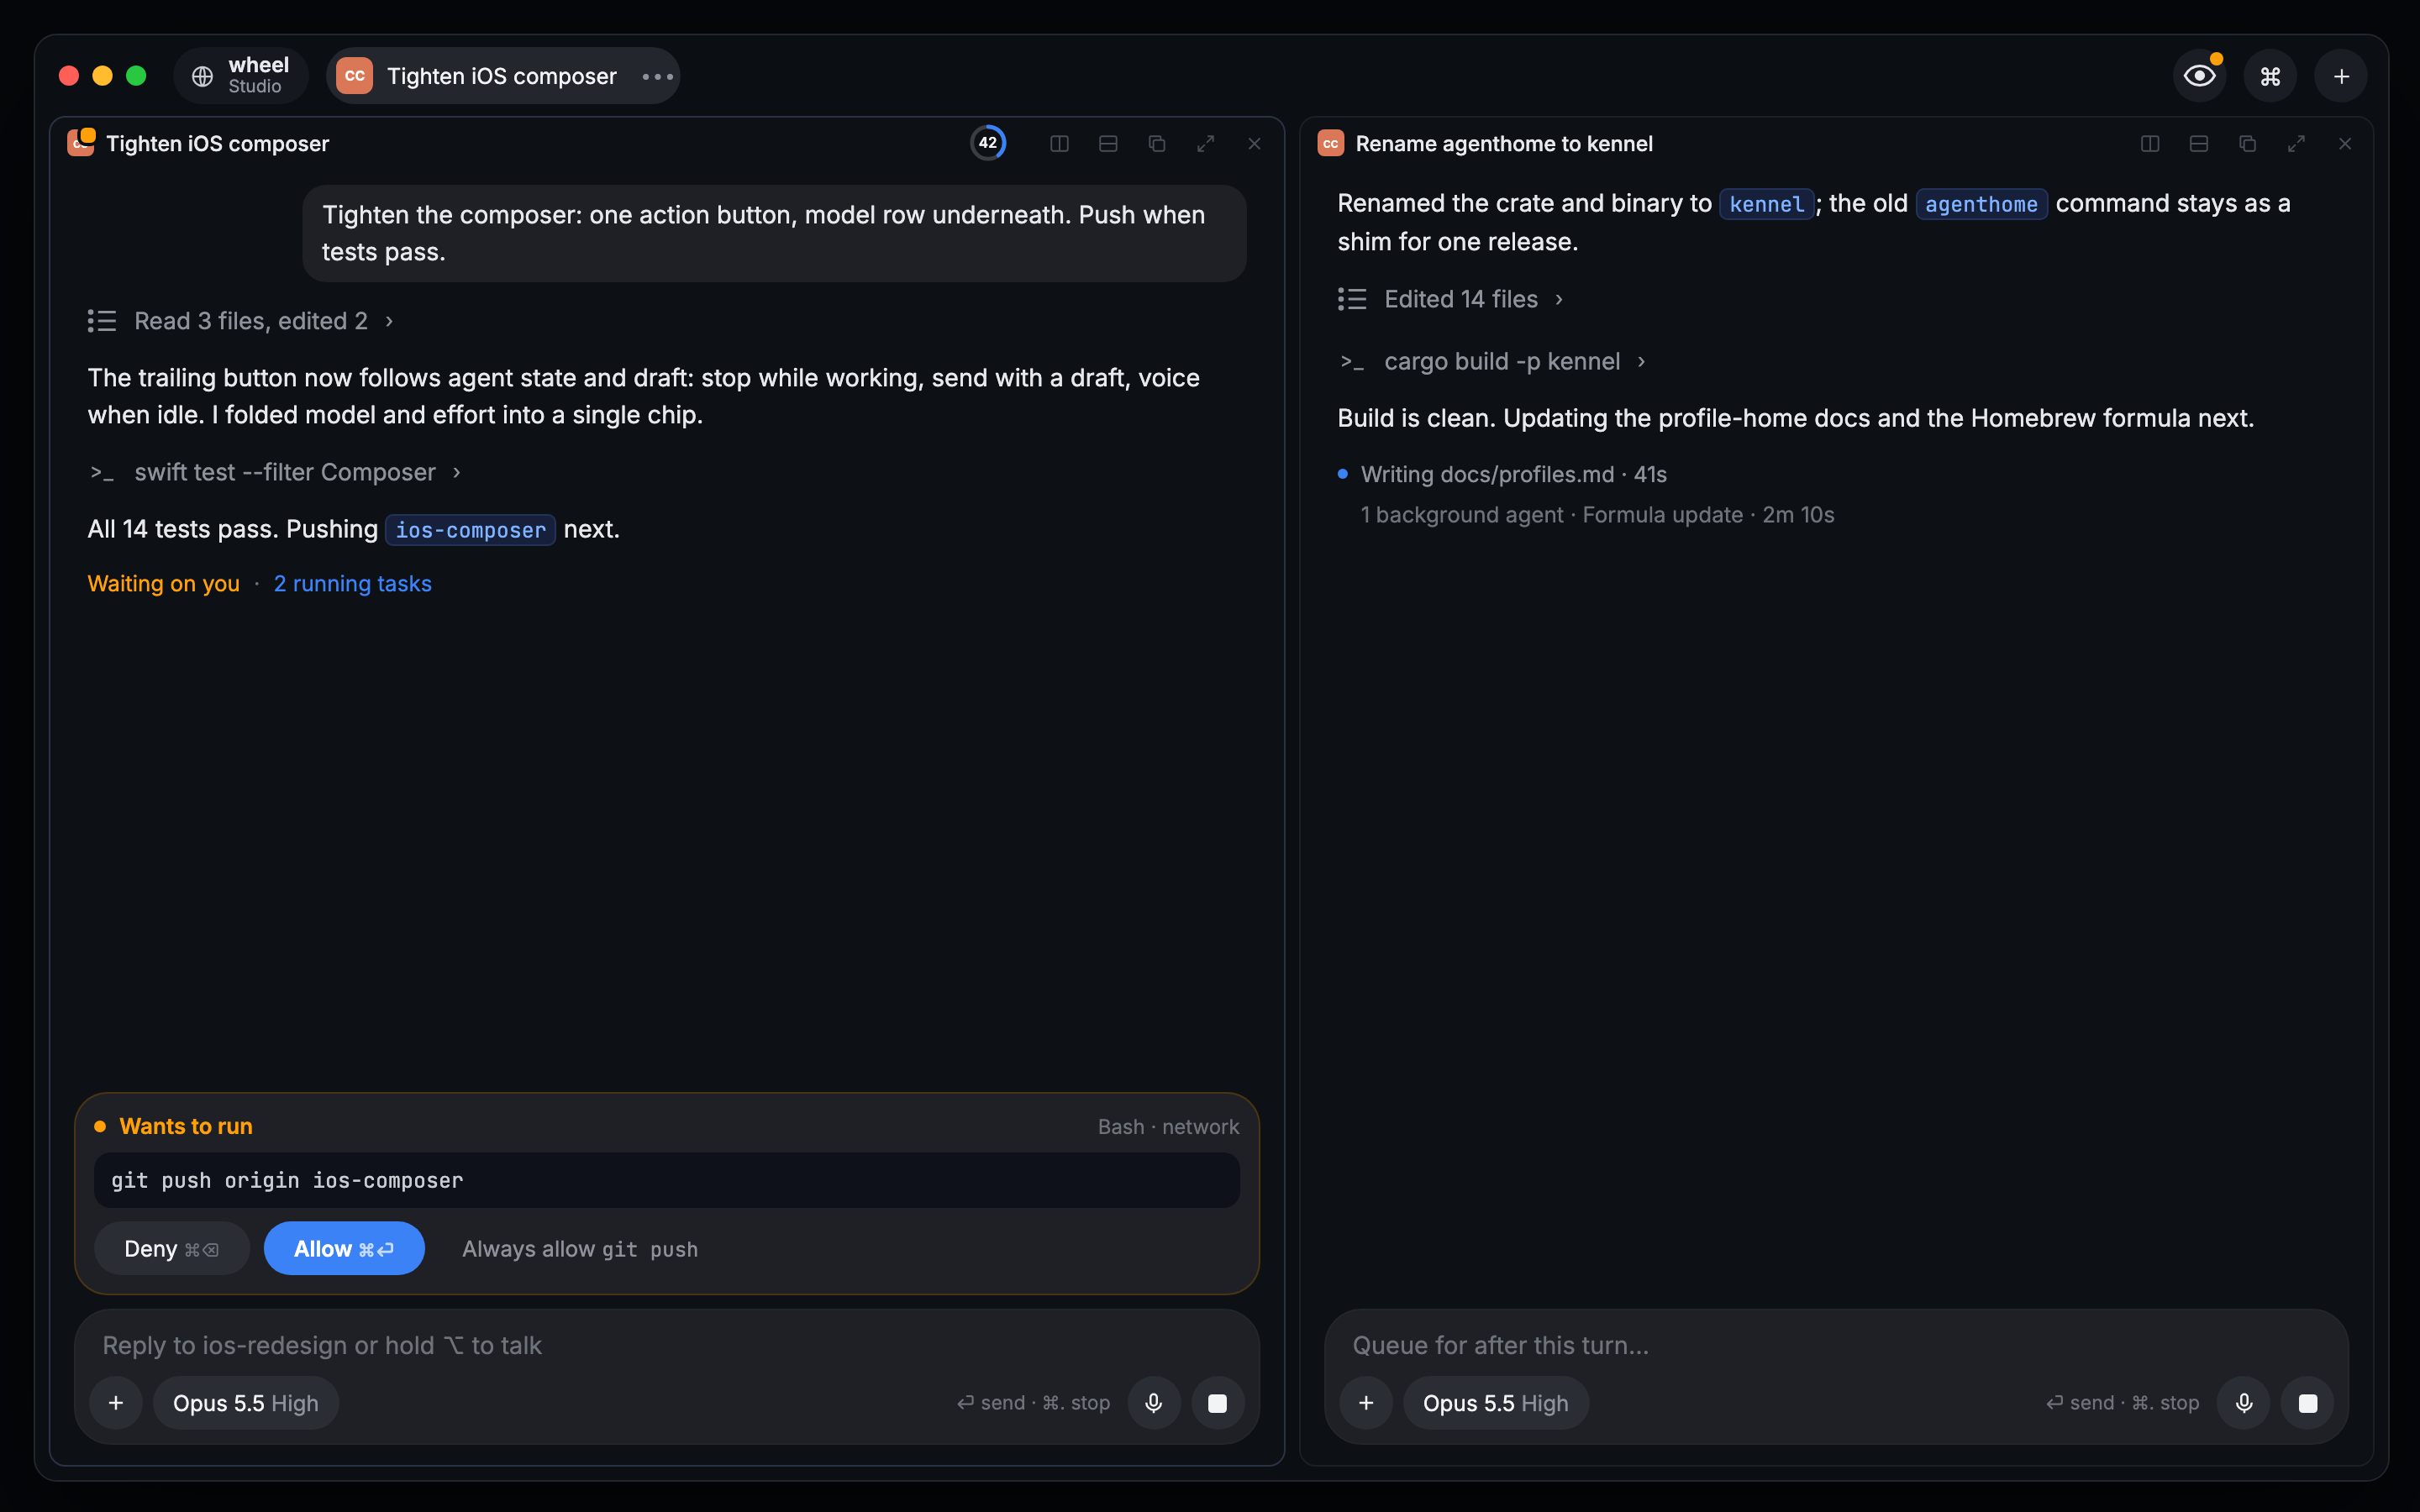 wheel
Studio
CC Tighten iOS composer
⌘ +
CC Tighten iOS composer 42
Tighten the composer: one action button, model row underneath. Push when
tests pass.
Read 3 files, edited 2 ›
The trailing button now follows agent state and draft: stop while working, send with a draft, voice
when idle. I folded model and effort into a single chip.
>_ swift test --filter Composer ›
All 14 tests pass. Pushing ios-composer next.
Waiting on you · 2 running tasks
Wants to run Bash · network
git push origin ios-composer
Deny ⌘⌫ Allow ⌘⏎ Always allow git push
Reply to ios-redesign or hold ⌥ to talk
+ Opus 5.5 High ⏎ send · ⌘. stop
CC Rename agenthome to kennel
Renamed the crate and binary to kennel; the old agenthome command stays as a
shim for one release.
Edited 14 files ›
>_ cargo build -p kennel ›
Build is clean. Updating the profile-home docs and the Homebrew formula next.
Writing docs/profiles.md · 41s
1 background agent · Formula update · 2m 10s
Queue for after this turn...
+ Opus 5.5 High ⏎ send · ⌘. stop